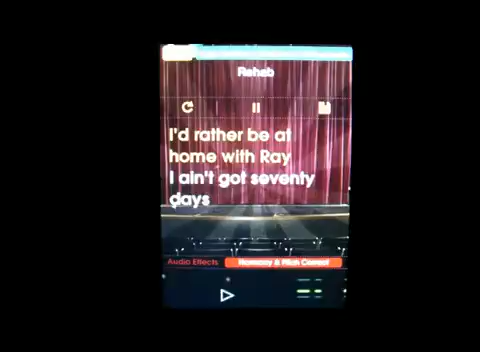 Rehab
I'd rather be at
home with Ray
I ain't got seventy
days
Audio Effects
Harmony & Pitch Correct